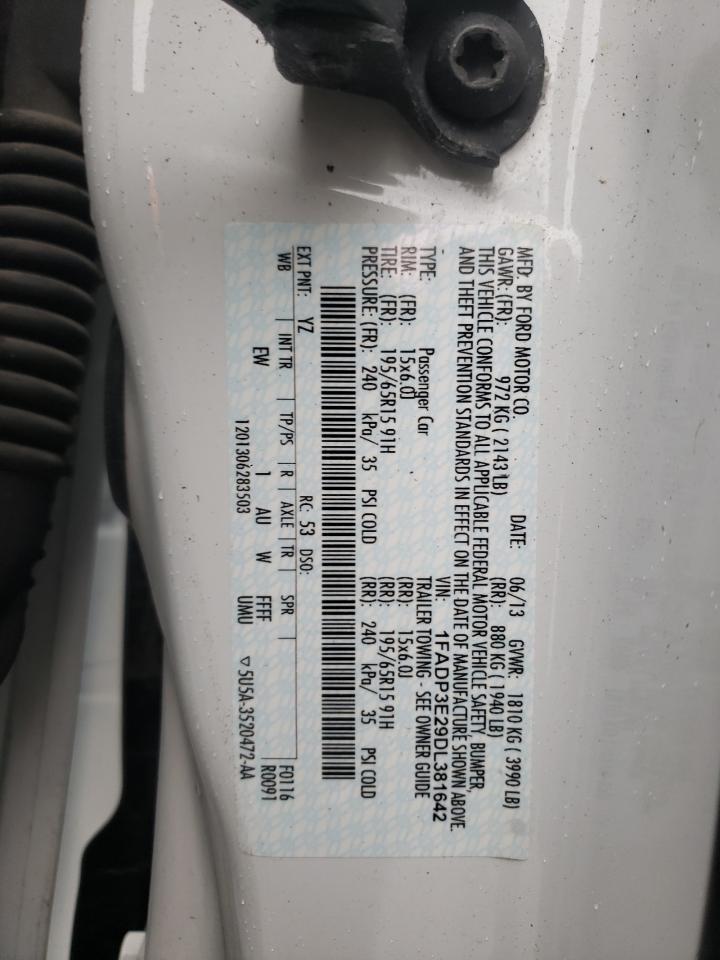 MFD. BY FORD MOTOR CO.
DATE: 06/13 GVWR: 1810 KG ( 3990 LB)
GAWR: (FR): 972 KG ( 2143 LB) (RR): 880 KG ( 1940 LB)
THIS VEHICLE CONFORMS TO ALL APPLICABLE FEDERAL MOTOR VEHICLE SAFETY, BUMPER,
AND THEFT PREVENTION STANDARDS IN EFFECT ON THE DATE OF MANUFACTURE SHOWN ABOVE.
VIN: 1FADP3E29DL381642
TYPE: Passenger Car TRAILER TOWING - SEE OWNER GUIDE
RIM: (FR): 15x6.0J (RR): 15x6.0J
TIRE: (FR): 195/65R15 91H (RR): 195/65R15 91H
PRESSURE: (FR): 240 kPa/ 35 PSI COLD (RR): 240 kPa/ 35 PSI COLD
EXT PNT: YZ RC: 53 DSO:
WB INT TR TP/PS R AXLE TR SPR F0116
EW 1 AU W FFFF R0091
1201306283503 UMU ▽ 5U5A-3520472-AA